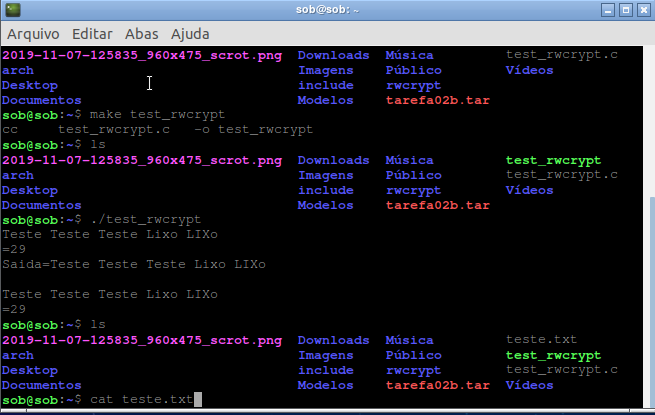 sob@sob: ~
Arquivo Editar Abas Ajuda
2019-11-07-125835_960x475_scrot.png Downloads Música test_rwcrypt.c
arch Imagens Público Vídeos
Desktop include rwcrypt
Documentos Modelos tarefa02b.tar
sob@sob:~$ make test_rwcrypt
cc test_rwcrypt.c -o test_rwcrypt
sob@sob:~$ ls
2019-11-07-125835_960x475_scrot.png Downloads Música test_rwcrypt
arch Imagens Público test_rwcrypt.c
Desktop include rwcrypt Vídeos
Documentos Modelos tarefa02b.tar
sob@sob:~$ ./test_rwcrypt
Teste Teste Teste Lixo LIXo
=29
Saida=Teste Teste Teste Lixo LIXo
Teste Teste Teste Lixo LIXo
=29
sob@sob:~$ ls
2019-11-07-125835_960x475_scrot.png Downloads Música teste.txt
arch Imagens Público test_rwcrypt
Desktop include rwcrypt test_rwcrypt.c
Documentos Modelos tarefa02b.tar Vídeos
sob@sob:~$ cat teste.txt